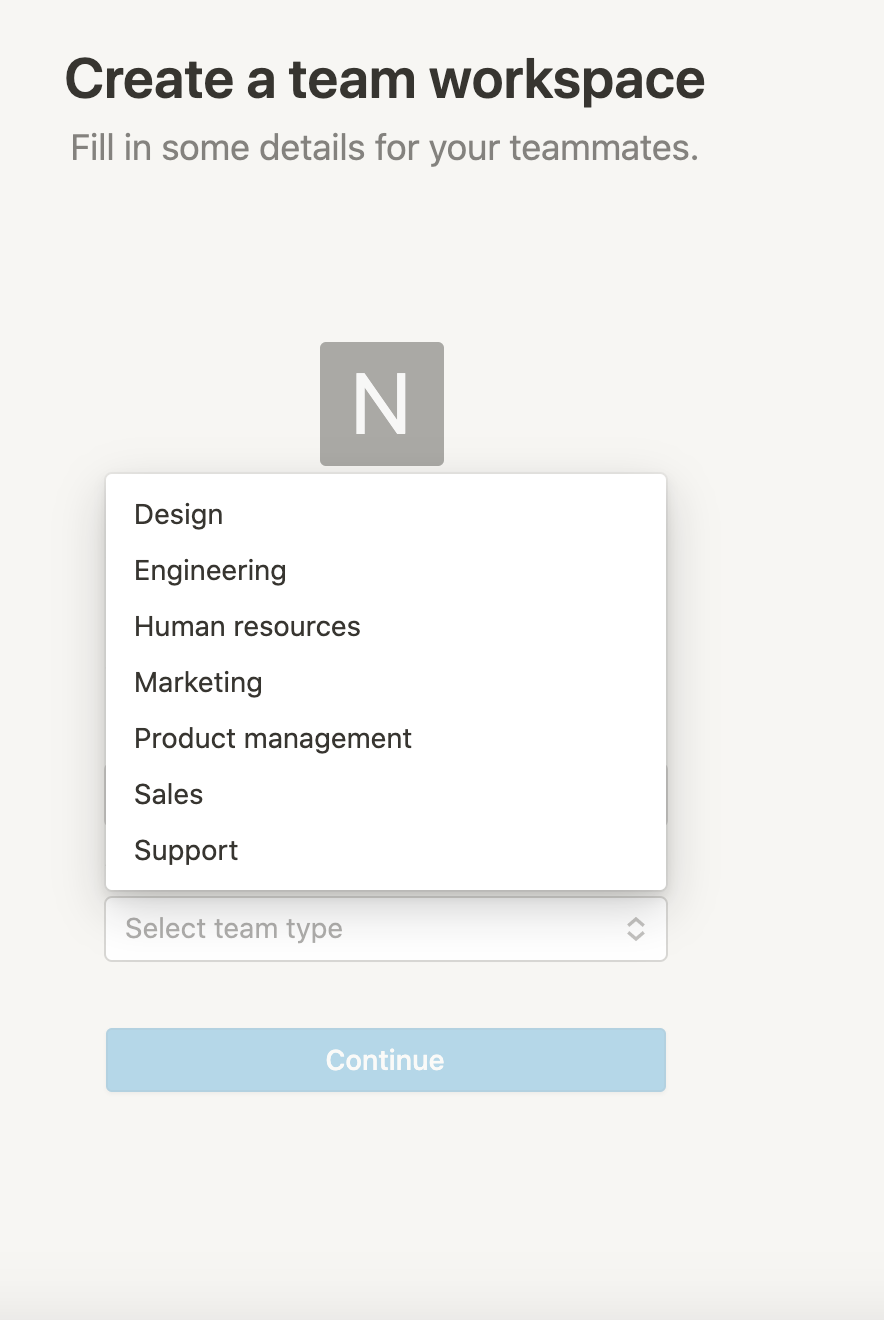 Create a team workspace
Fill in some details for your teammates.
N
Design
Engineering
Human resources
Marketing
Product management
Sales
Support
Select team type
Continue